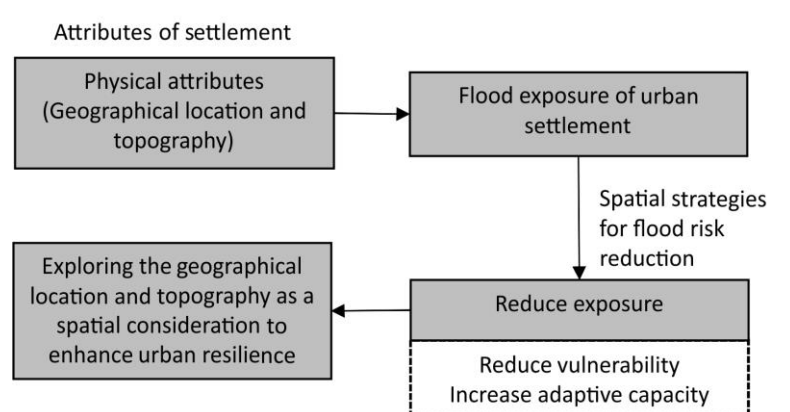 Attributes of settlement
Physical attributes
(Geographical location and
topography)
Flood exposure of urban
settlement
Spatial strategies
for flood risk
reduction
Reduce exposure
Reduce vulnerability
Increase adaptive capacity
Exploring the geographical
location and topography as a
spatial consideration to
enhance urban resilience